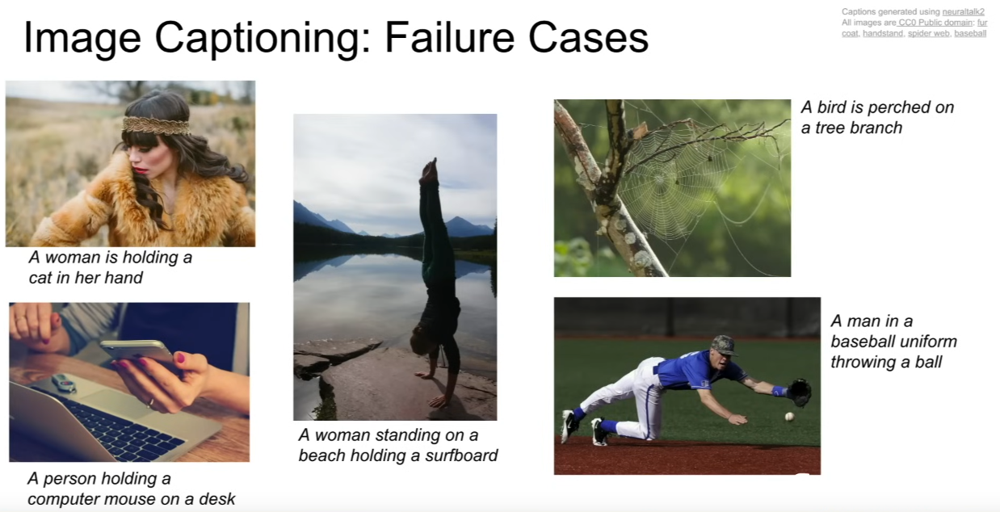 Image Captioning: Failure Cases
Captions generated using neuraltalk2
All images are CC0 Public domain: fur
coat, handstand, spider web, baseball
A woman is holding a
cat in her hand
A person holding a
computer mouse on a desk
A woman standing on a
beach holding a surfboard
A bird is perched on
a tree branch
A man in a
baseball uniform
throwing a ball